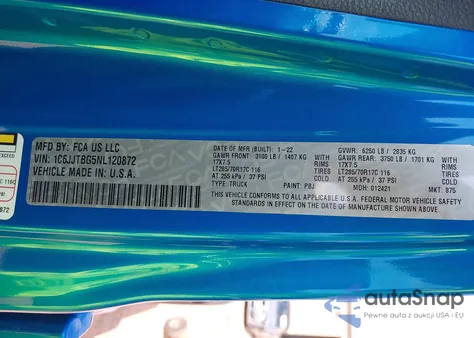 MFD BY: FCA US LLC
VIN: 1C6JJTBG5NL120872
VEHICLE MADE IN: U.S.A.
DATE OF MFR (BUILT): 1-22 GVWR: 6250 LB / 2835 KG
GAWR FRONT: 3100 LB / 1407 KG WITH GAWR REAR: 3750 LB / 1701 KG WITH
17X7.5 RIMS 17X7.5 RIMS
LT285/70R17C 116 TIRES LT285/70R17C 116 TIRES
AT 255 kPa / 37 PSI COLD AT 255 kPa / 37 PSI COLD
TYPE: TRUCK PAINT: PBJ MDH: 012421 MKT: 875
THIS VEHICLE CONFORMS TO ALL APPLICABLE U.S.A. FEDERAL MOTOR VEHICLE SAFETY
STANDARDS IN EFFECT ON THE DATE OF MANUFACTURE SHOWN ABOVE.
EXCEED
872
autaSnap
Pewne auta z aukcji USA i EU